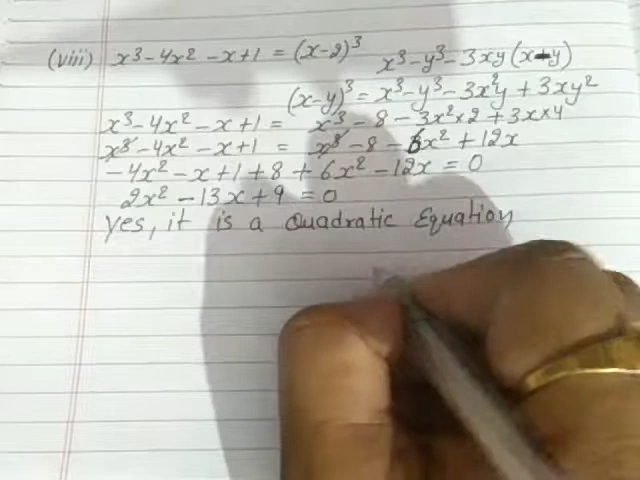 (viii) x³-4x²-x+1 = (x-2)³ x³-y³-3xy(x-y)
(x-y)³ = x³-y³-3x²y+3xy²
x³-4x²-x+1 = x³-8-3x²×2+3x×4
x³-4x²-x+1 = x³-8-6x²+12x
-4x²-x+1+8+6x²-12x=0
2x²-13x+9=0
Yes, it is a Quadratic Equation